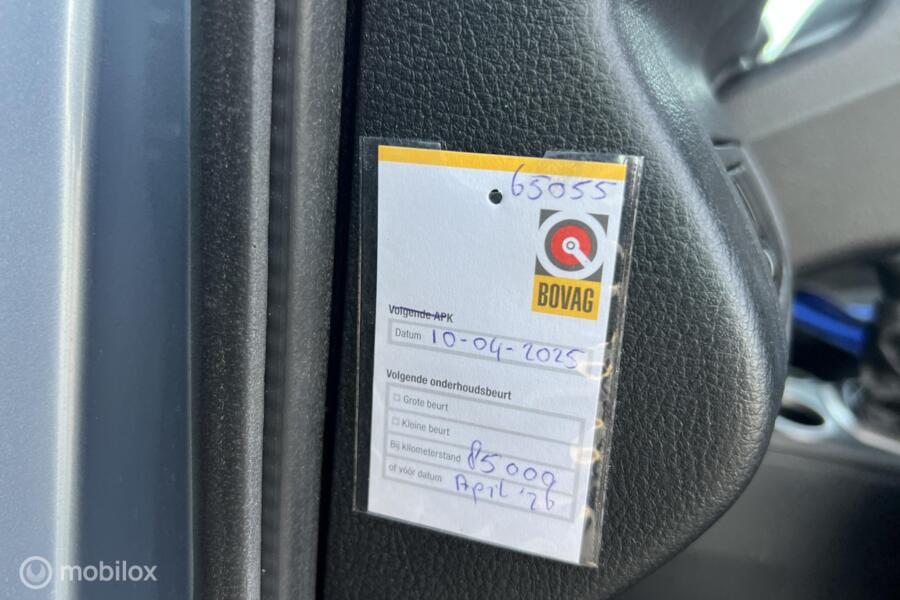 65055
BOVAG
Volgende APK
Datum 10-04-2025
Volgende onderhoudsbeurt
Grote beurt
Kleine beurt
Bij kilometerstand 85000
of vóór datum April '26
mobilox